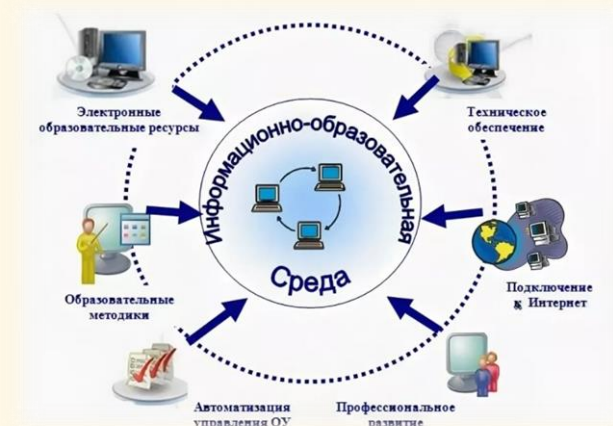 Электронные
образовательные ресурсы
Техническое
обеспечение
Информационно-образовательная
Среда
Образовательные
методики
Подключение
к Интернет
Автоматизация
управления ОУ
Профессиональное
развитие